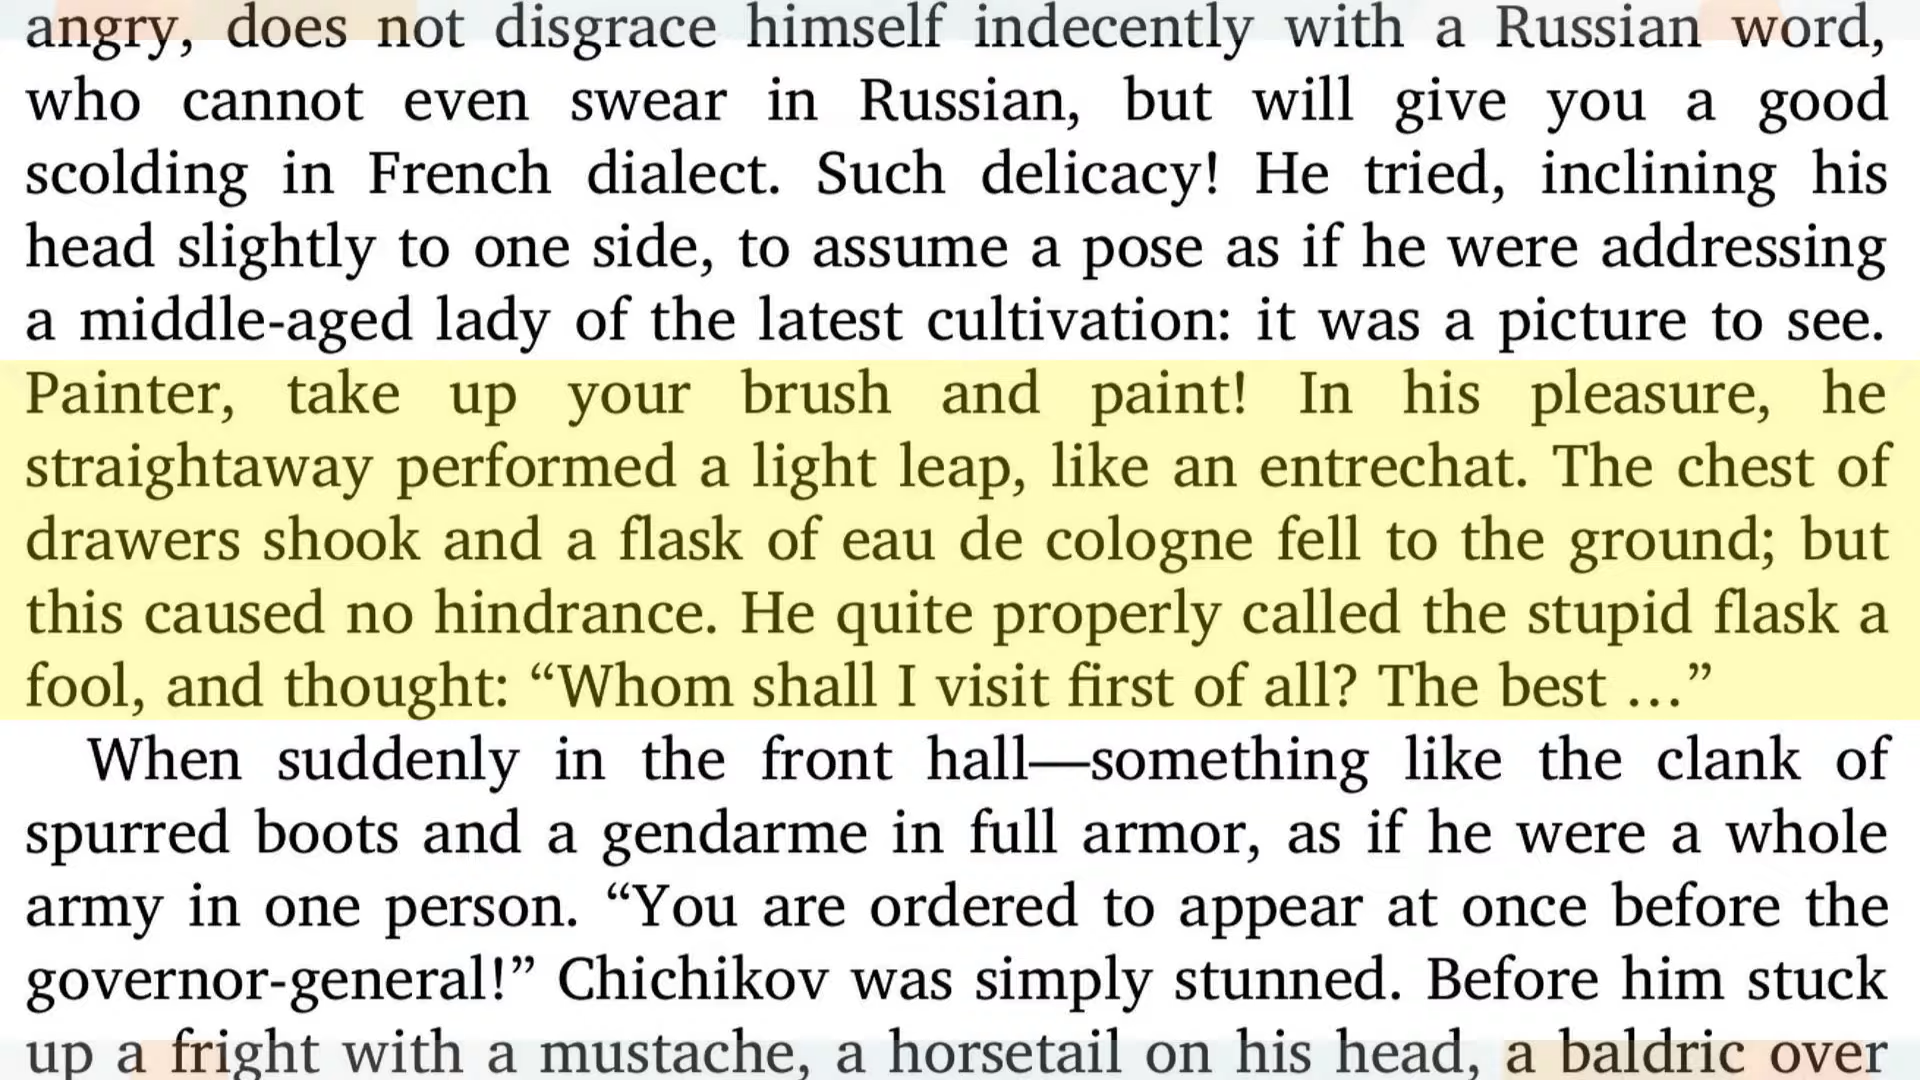 angry, does not disgrace himself indecently with a Russian word,
who cannot even swear in Russian, but will give you a good
scolding in French dialect. Such delicacy! He tried, inclining his
head slightly to one side, to assume a pose as if he were addressing
a middle-aged lady of the latest cultivation: it was a picture to see.
Painter, take up your brush and paint! In his pleasure, he
straightaway performed a light leap, like an entrechat. The chest of
drawers shook and a flask of eau de cologne fell to the ground; but
this caused no hindrance. He quite properly called the stupid flask a
fool, and thought: “Whom shall I visit first of all? The best …”
When suddenly in the front hall—something like the clank of
spurred boots and a gendarme in full armor, as if he were a whole
army in one person. “You are ordered to appear at once before the
governor-general!” Chichikov was simply stunned. Before him stuck
up a fright with a mustache, a horsetail on his head, a baldric over